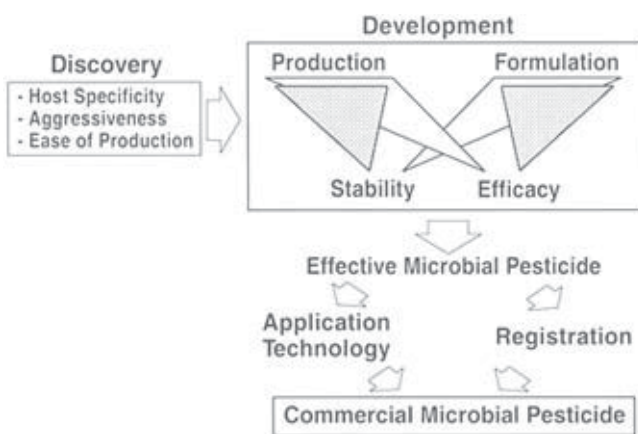 Development
Discovery
- Host Specificity
- Aggressiveness
- Ease of Production
Production
Formulation
Stability
Efficacy
Effective Microbial Pesticide
Application
Technology
Registration
Commercial Microbial Pesticide